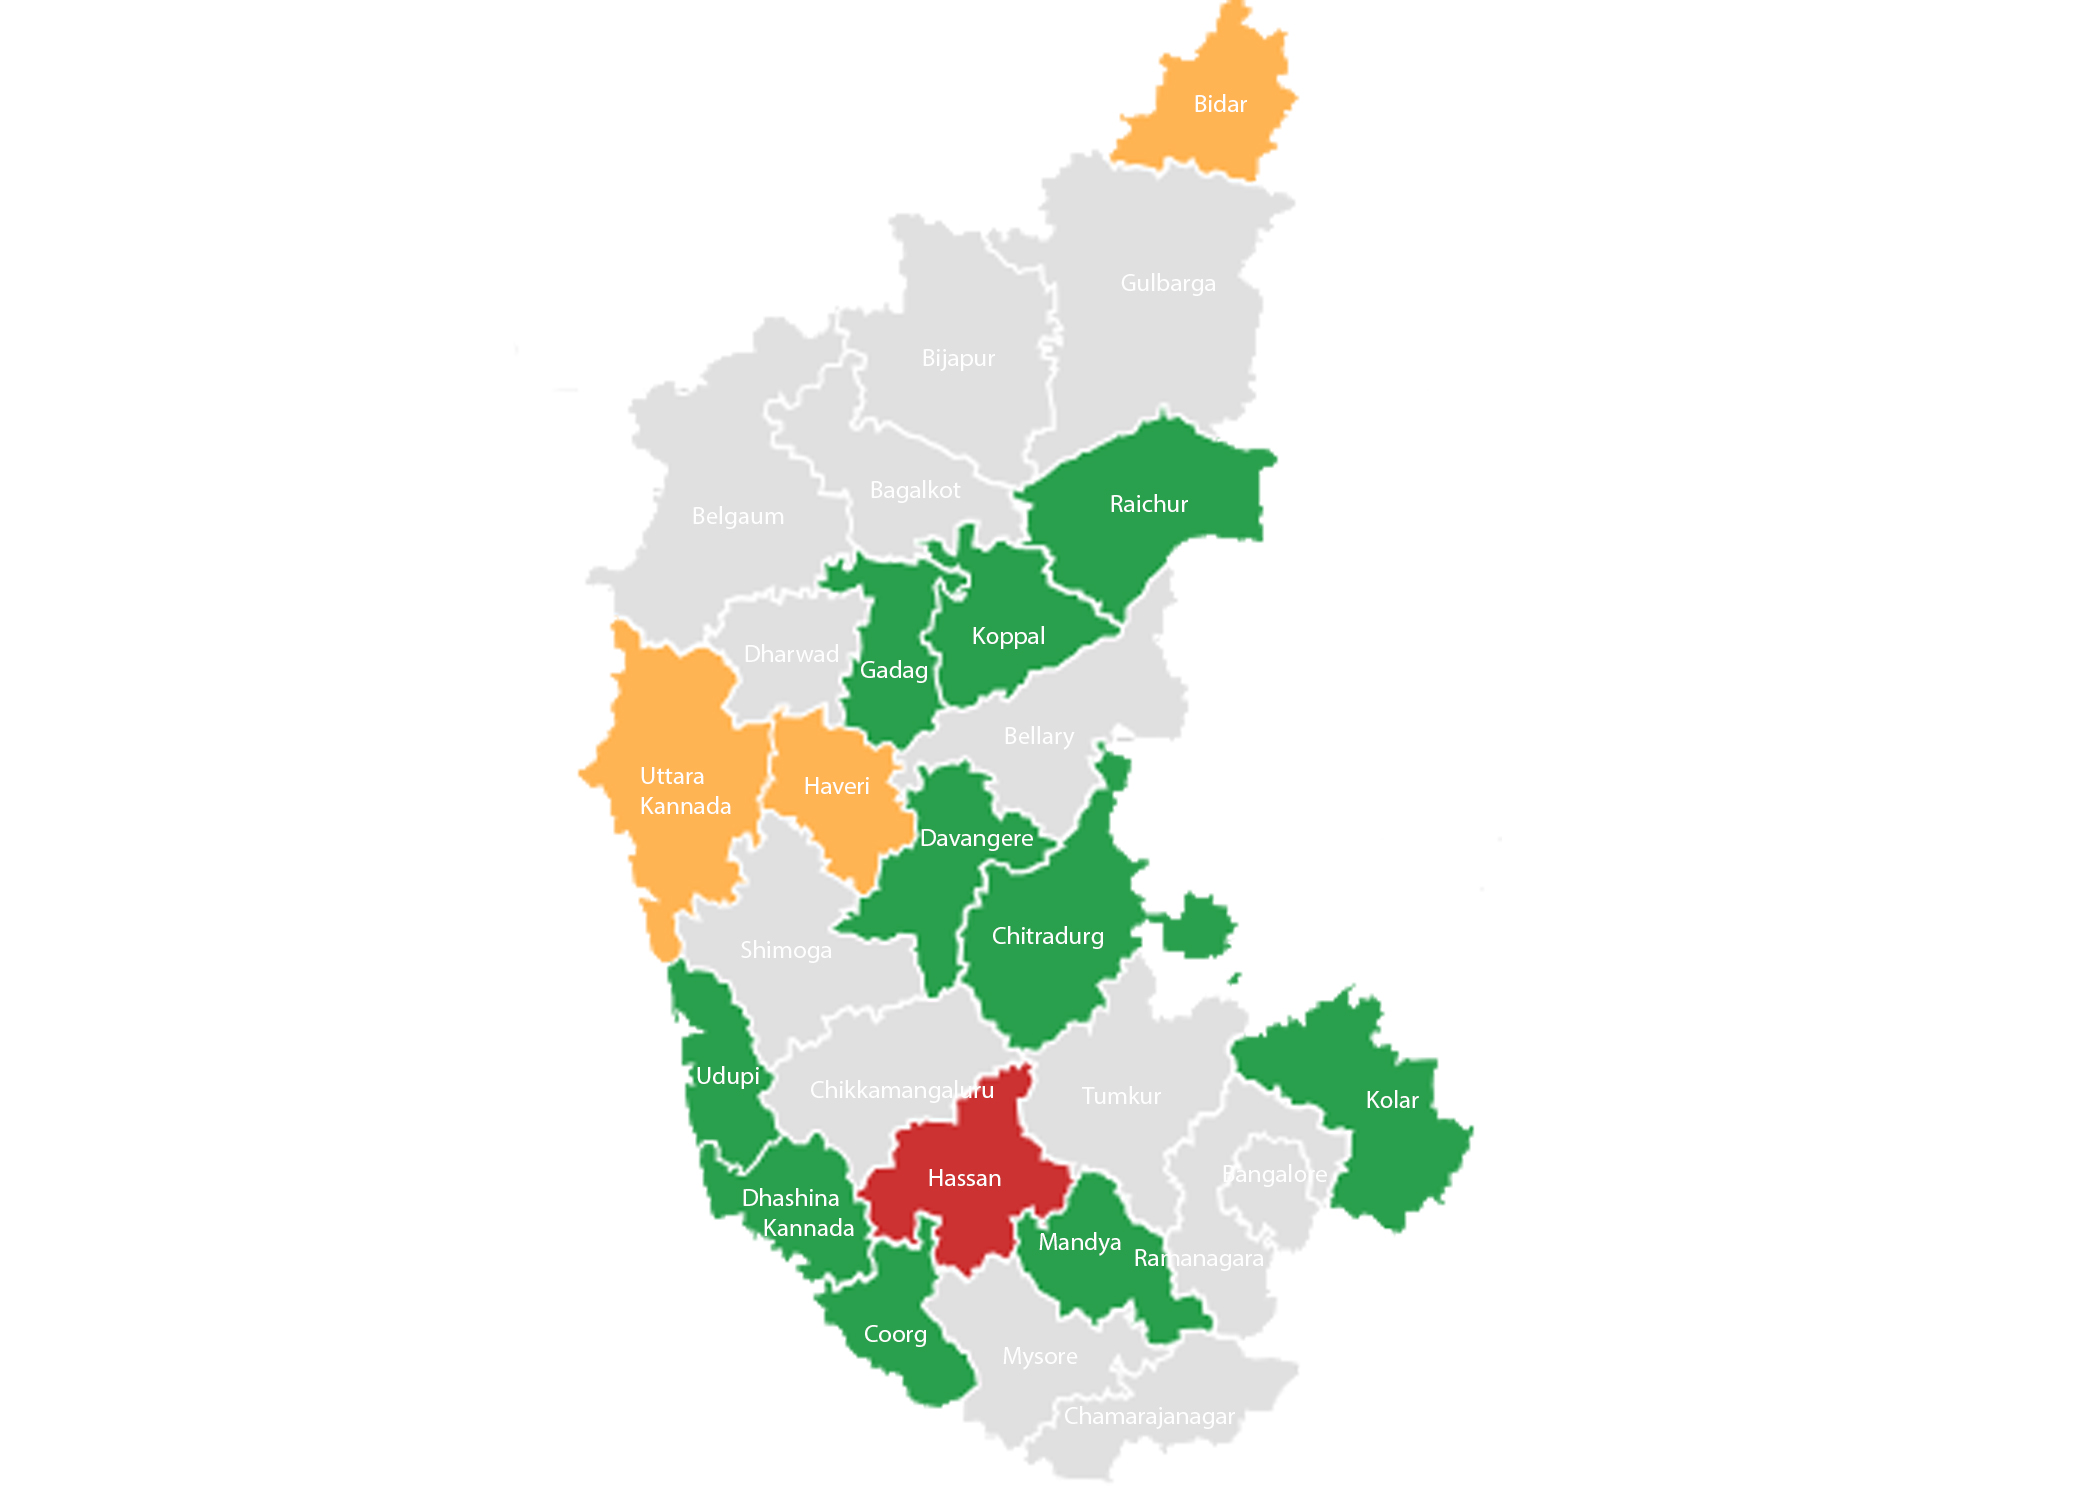 Bidar
Gulbarga
Bijapur
Bagalkot
Raichur
Belgaum
Koppal
Dharwad
Gadag
Bellary
Uttara
Kannada
Haveri
Davangere
Chitradurg
Shimoga
Udupi
Chikkamangaluru
Tumkur
Kolar
Hassan
Bangalore
Dhashina
Kannada
Mandya
Ramanagara
Coorg
Mysore
Chamarajanagar